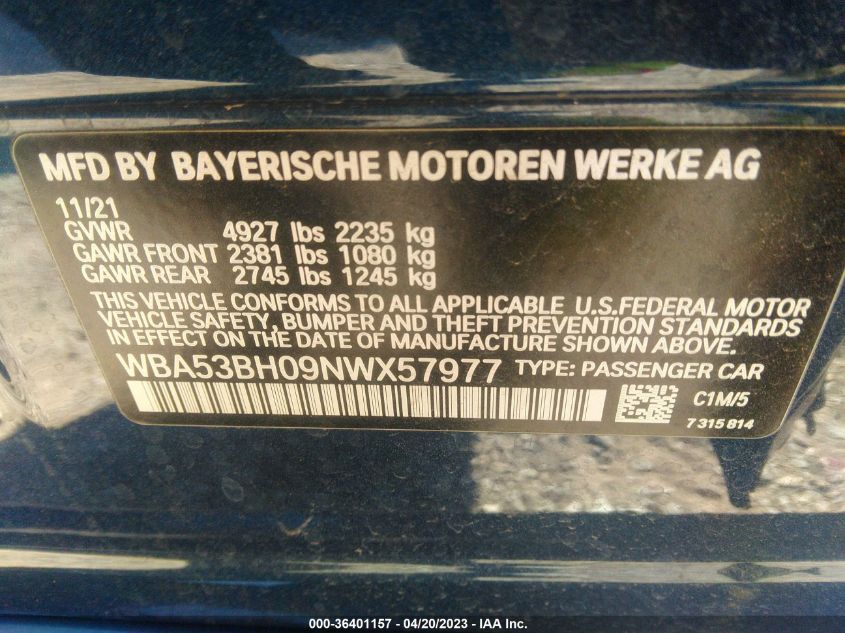 MFD BY BAYERISCHE MOTOREN WERKE AG
11/21
GVWR 4927 lbs 2235 kg
GAWR FRONT 2381 lbs 1080 kg
GAWR REAR 2745 lbs 1245 kg
THIS VEHICLE CONFORMS TO ALL APPLICABLE U.S.FEDERAL MOTOR
VEHICLE SAFETY, BUMPER AND THEFT PREVENTION STANDARDS
IN EFFECT ON THE DATE OF MANUFACTURE SHOWN ABOVE.
WBA53BH09NWX57977 TYPE: PASSENGER CAR
C1M/5
7 315 814
000-36401157 - 04/20/2023 - IAA Inc.